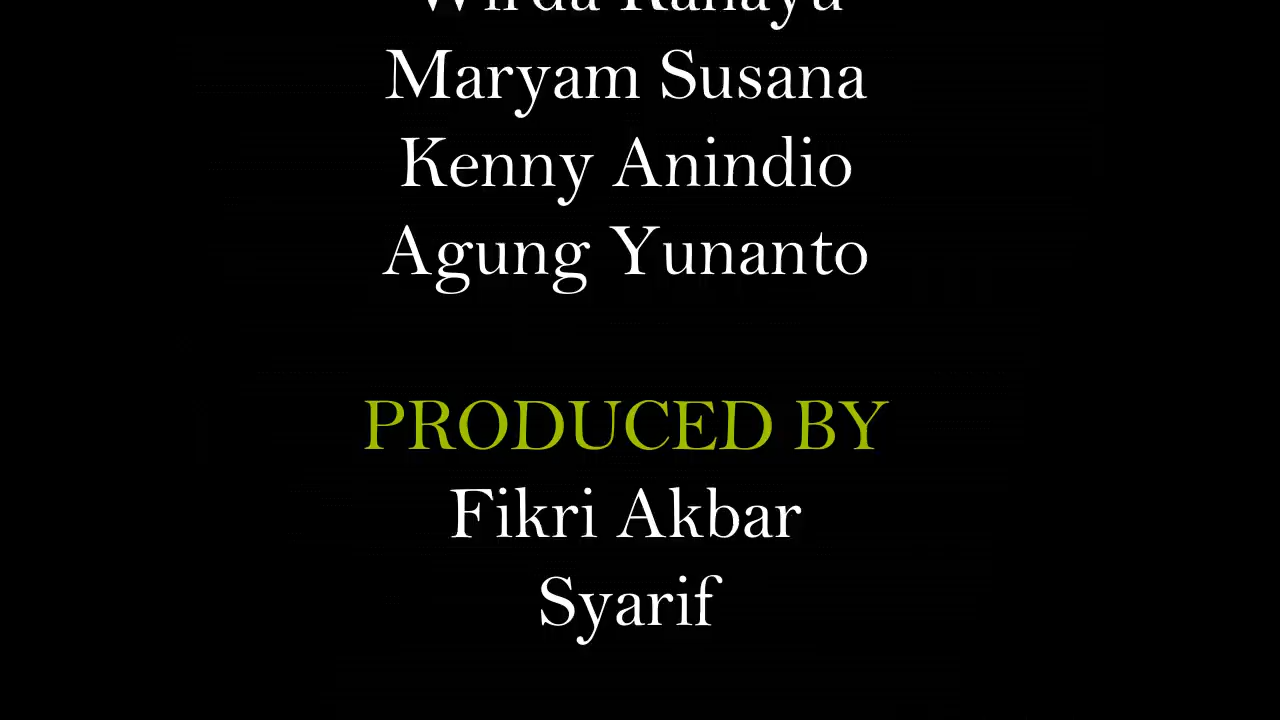 Maryam Susana
Kenny Anindio
Agung Yunanto
PRODUCED BY
Fikri Akbar
Syarif